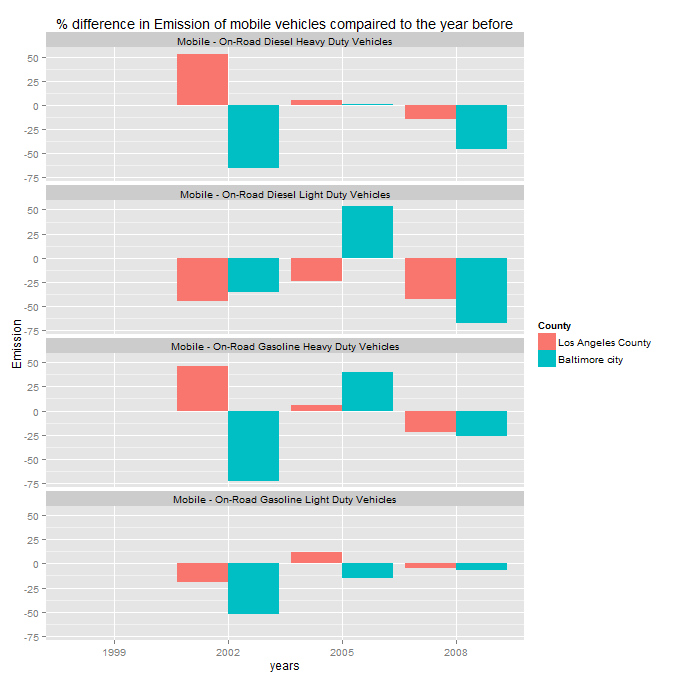 % difference in Emission of mobile vehicles compaired to the year before
Mobile - On-Road Diesel Heavy Duty Vehicles
50
25
0
-25
-50
-75
Mobile - On-Road Diesel Light Duty Vehicles
50
25
0
-25
-50
-75
Mobile - On-Road Gasoline Heavy Duty Vehicles
50
25
0
-25
-50
-75
Mobile - On-Road Gasoline Light Duty Vehicles
50
25
0
-25
-50
-75
1999 2002 2005 2008
years
Emission
County
Los Angeles County
Baltimore city